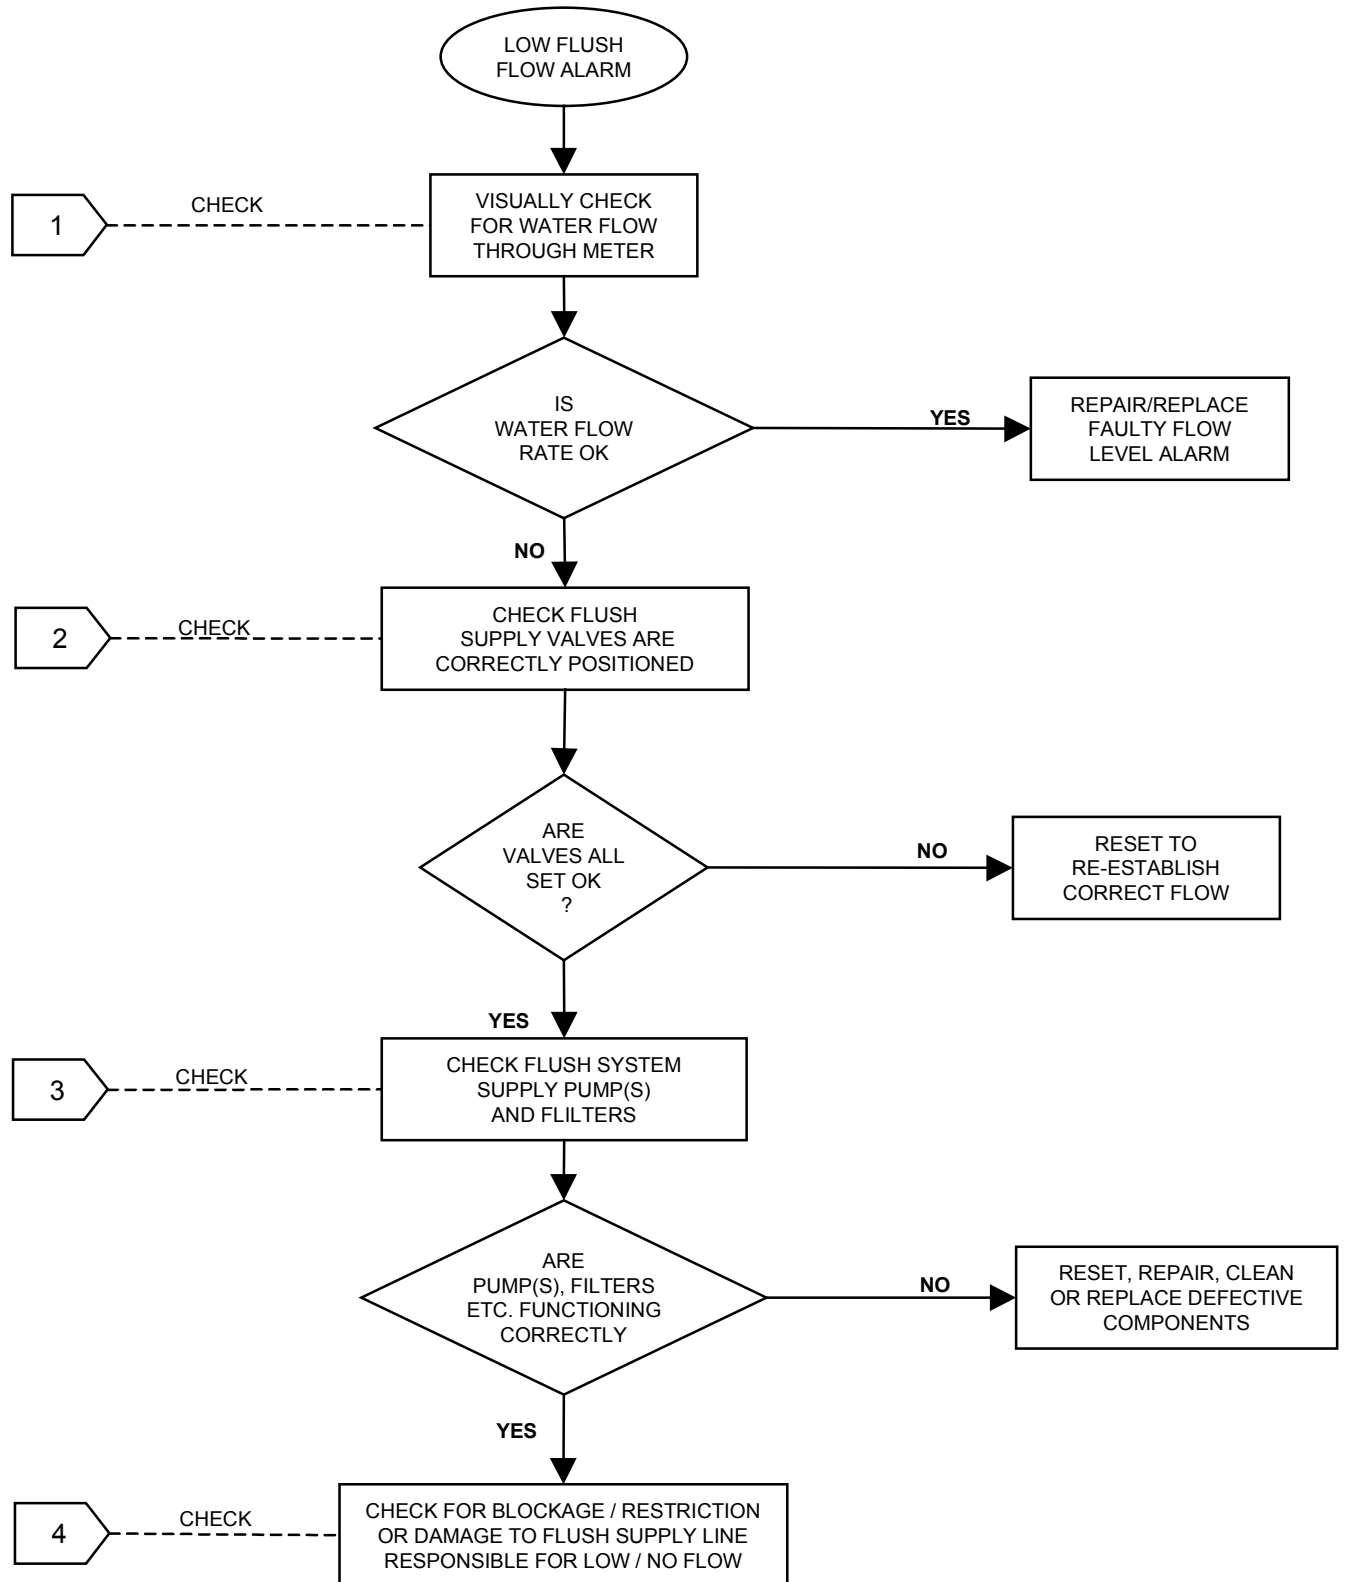 LOW FLUSH
FLOW ALARM
1
CHECK
VISUALLY CHECK
FOR WATER FLOW
THROUGH METER
IS
WATER FLOW
RATE OK
YES
REPAIR/REPLACE
FAULTY FLOW
LEVEL ALARM
NO
2
CHECK
CHECK FLUSH
SUPPLY VALVES ARE
CORRECTLY POSITIONED
ARE
VALVES ALL
SET OK
?
NO
RESET TO
RE-ESTABLISH
CORRECT FLOW
YES
3
CHECK
CHECK FLUSH SYSTEM
SUPPLY PUMP(S)
AND FLILTERS
ARE
PUMP(S), FILTERS
ETC. FUNCTIONING
CORRECTLY
NO
RESET, REPAIR, CLEAN
OR REPLACE DEFECTIVE
COMPONENTS
YES
4
CHECK
CHECK FOR BLOCKAGE / RESTRICTION
OR DAMAGE TO FLUSH SUPPLY LINE
RESPONSIBLE FOR LOW / NO FLOW